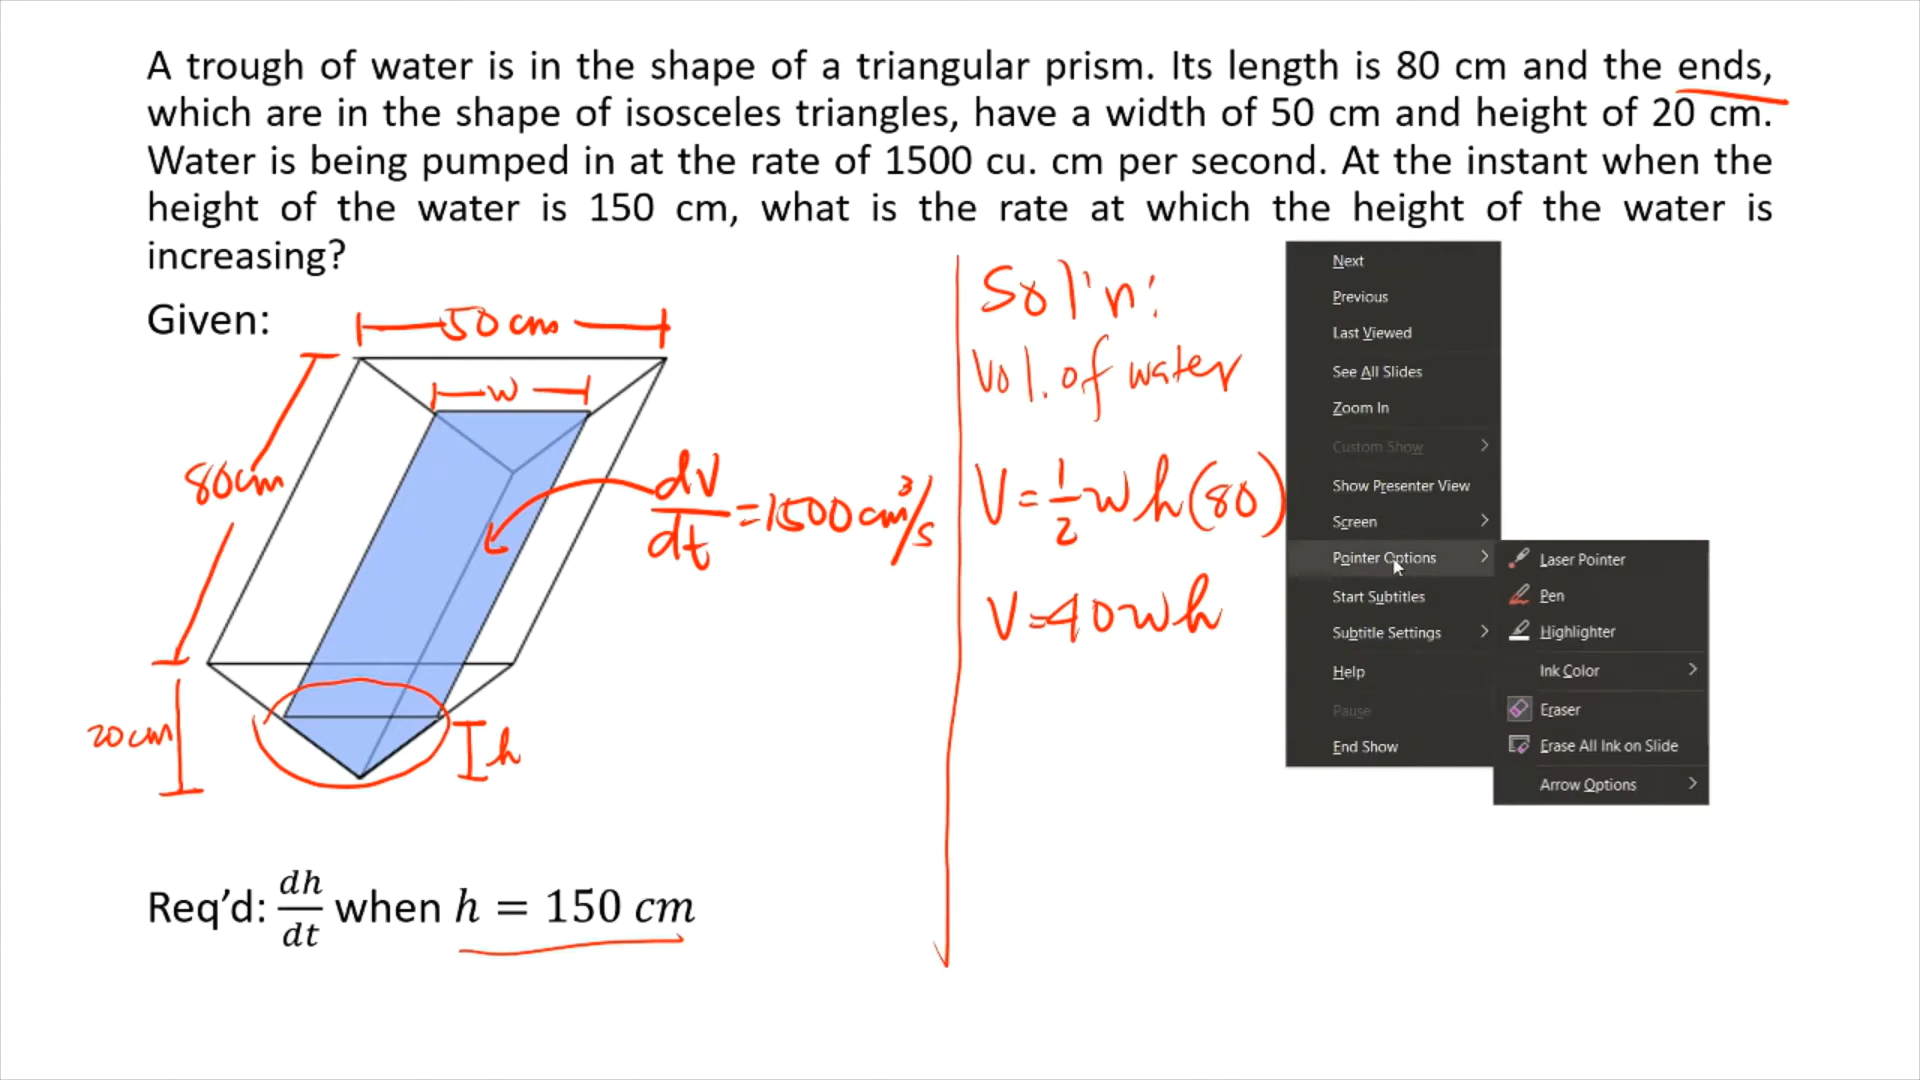 A trough of water is in the shape of a triangular prism. Its length is 80 cm and the ends,
which are in the shape of isosceles triangles, have a width of 50 cm and height of 20 cm.
Water is being pumped in at the rate of 1500 cu. cm per second. At the instant when the
height of the water is 150 cm, what is the rate at which the height of the water is
increasing?
Given:
50 cm
w
80cm
dV/dt = 1500 cm³/s
20cm
h
Req'd: dh/dt when h = 150 cm
Sol'n:
Vol. of water
V = 1/2 w h (80)
V = 40wh
Next
Previous
Last Viewed
See All Slides
Zoom In
Custom Show
Show Presenter View
Screen
Pointer Options
Start Subtitles
Subtitle Settings
Help
Pause
End Show
Laser Pointer
Pen
Highlighter
Ink Color
Eraser
Erase All Ink on Slide
Arrow Options